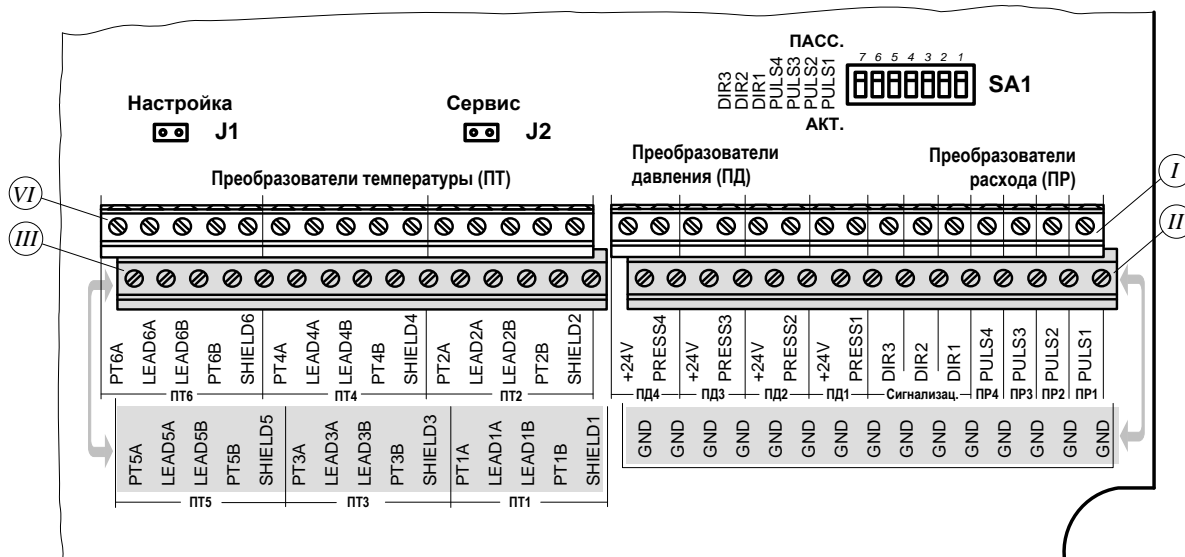 ПАСС.
7 6 5 4 3 2 1
DIR3 DIR2 DIR1 PULS4 PULS3 PULS2 PULS1
SA1
АКТ.
Настройка
J1
Сервис
J2
Преобразователи температуры (ПТ)
Преобразователи
давления (ПД)
Преобразователи
расхода (ПР)
I
II
VI
III
PT6A LEAD6A LEAD6B PT6B SHIELD6 PT4A LEAD4A LEAD4B PT4B SHIELD4 PT2A LEAD2A LEAD2B PT2B SHIELD2
ПТ6 ПТ4 ПТ2
PT5A LEAD5A LEAD5B PT5B SHIELD5 PT3A LEAD3A LEAD3B PT3B SHIELD3 PT1A LEAD1A LEAD1B PT1B SHIELD1
ПТ5 ПТ3 ПТ1
+24V PRESS4 +24V PRESS3 +24V PRESS2 +24V PRESS1 DIR3 DIR2 DIR1 PULS4 PULS3 PULS2 PULS1
ПД4 ПД3 ПД2 ПД1 Сигнализац. ПР4 ПР3 ПР2 ПР1
GND GND GND GND GND GND GND GND GND GND GND GND GND GND GND